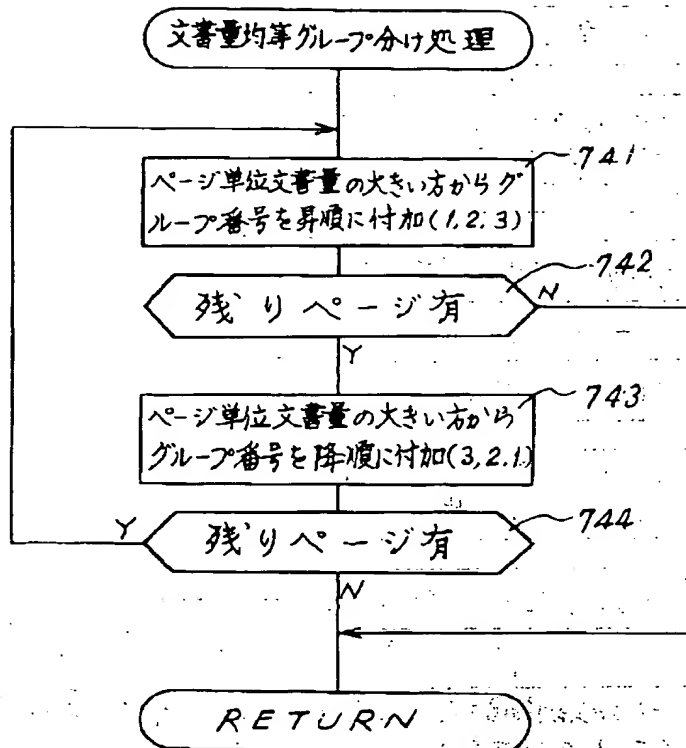 文書量均等グループ分け処理
741
ページ単位文書量の大きい方からグ
ループ番号を昇順に付加(1,2,3)
742
残りページ有
N
Y
743
ページ単位文書量の大きい方から
グループ番号を降順に付加(3,2,1)
744
Y
残りページ有
N
RETURN